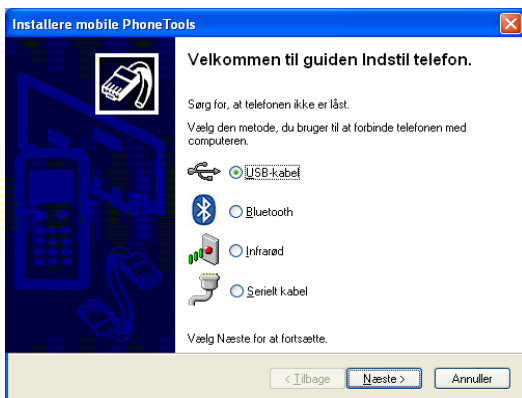 Installere mobile PhoneTools
Velkommen til guiden Indstil telefon.
Sørg for, at telefonen ikke er låst.
Vælg den metode, du bruger til at forbinde telefonen med
computeren.
USB-kabel
Bluetooth
Infrarød
Serielt kabel
Vælg Næste for at fortsætte.
< Tilbage
Næste >
Annuller